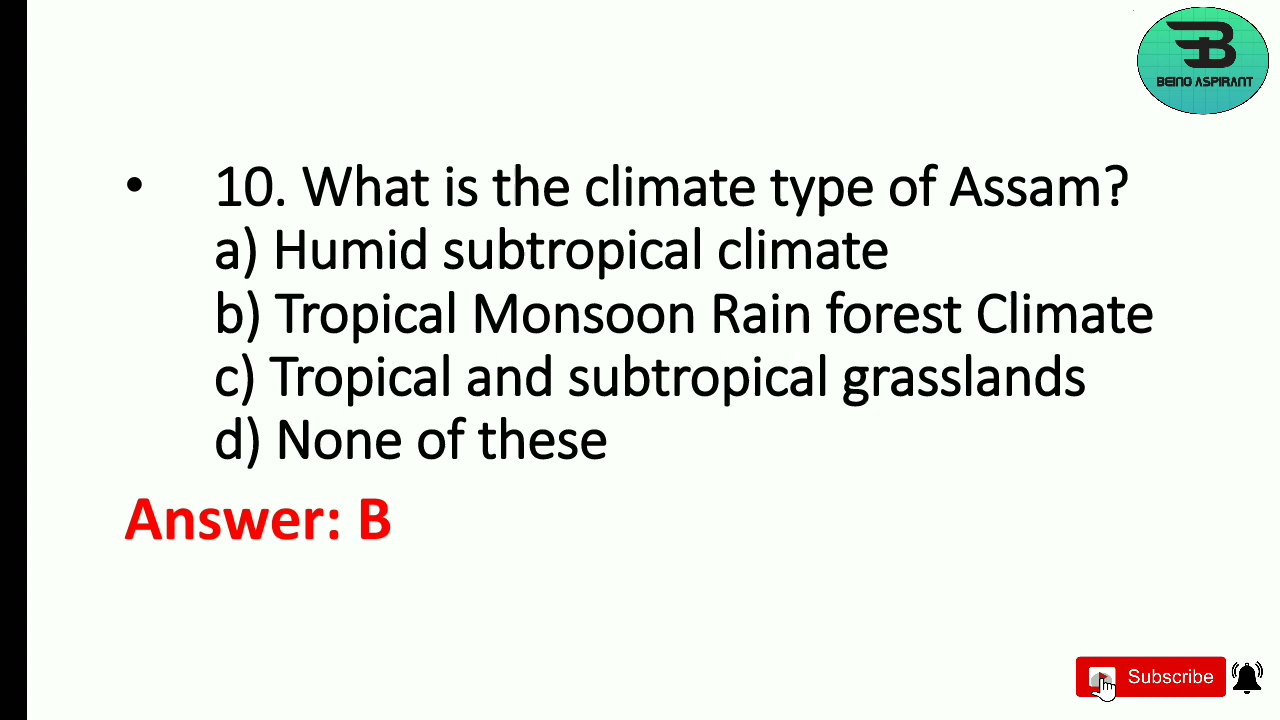 BEING ASPIRANT
• 10. What is the climate type of Assam?
a) Humid subtropical climate
b) Tropical Monsoon Rain forest Climate
c) Tropical and subtropical grasslands
d) None of these
Answer: B
Subscribe